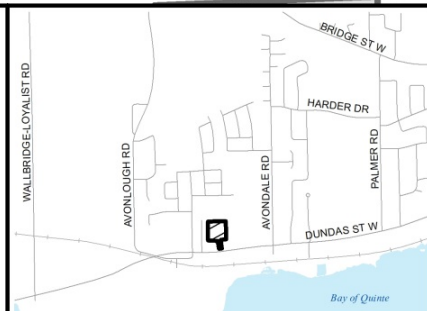 BRIDGE ST W
WALLBRIDGE-LOYALIST RD
HARDER DR
AVONLOUGH RD
AVONDALE RD
PALMER RD
DUNDAS ST W
Bay of Quinte